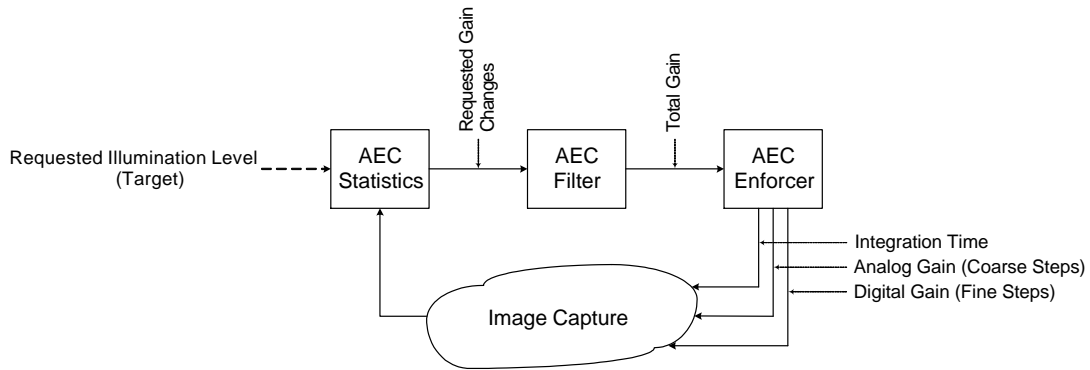 Requested Gain
Changes
Total Gain
Requested Illumination Level
(Target)
AEC
Statistics
AEC
Filter
AEC
Enforcer
Integration Time
Analog Gain (Coarse Steps)
Digital Gain (Fine Steps)
Image Capture